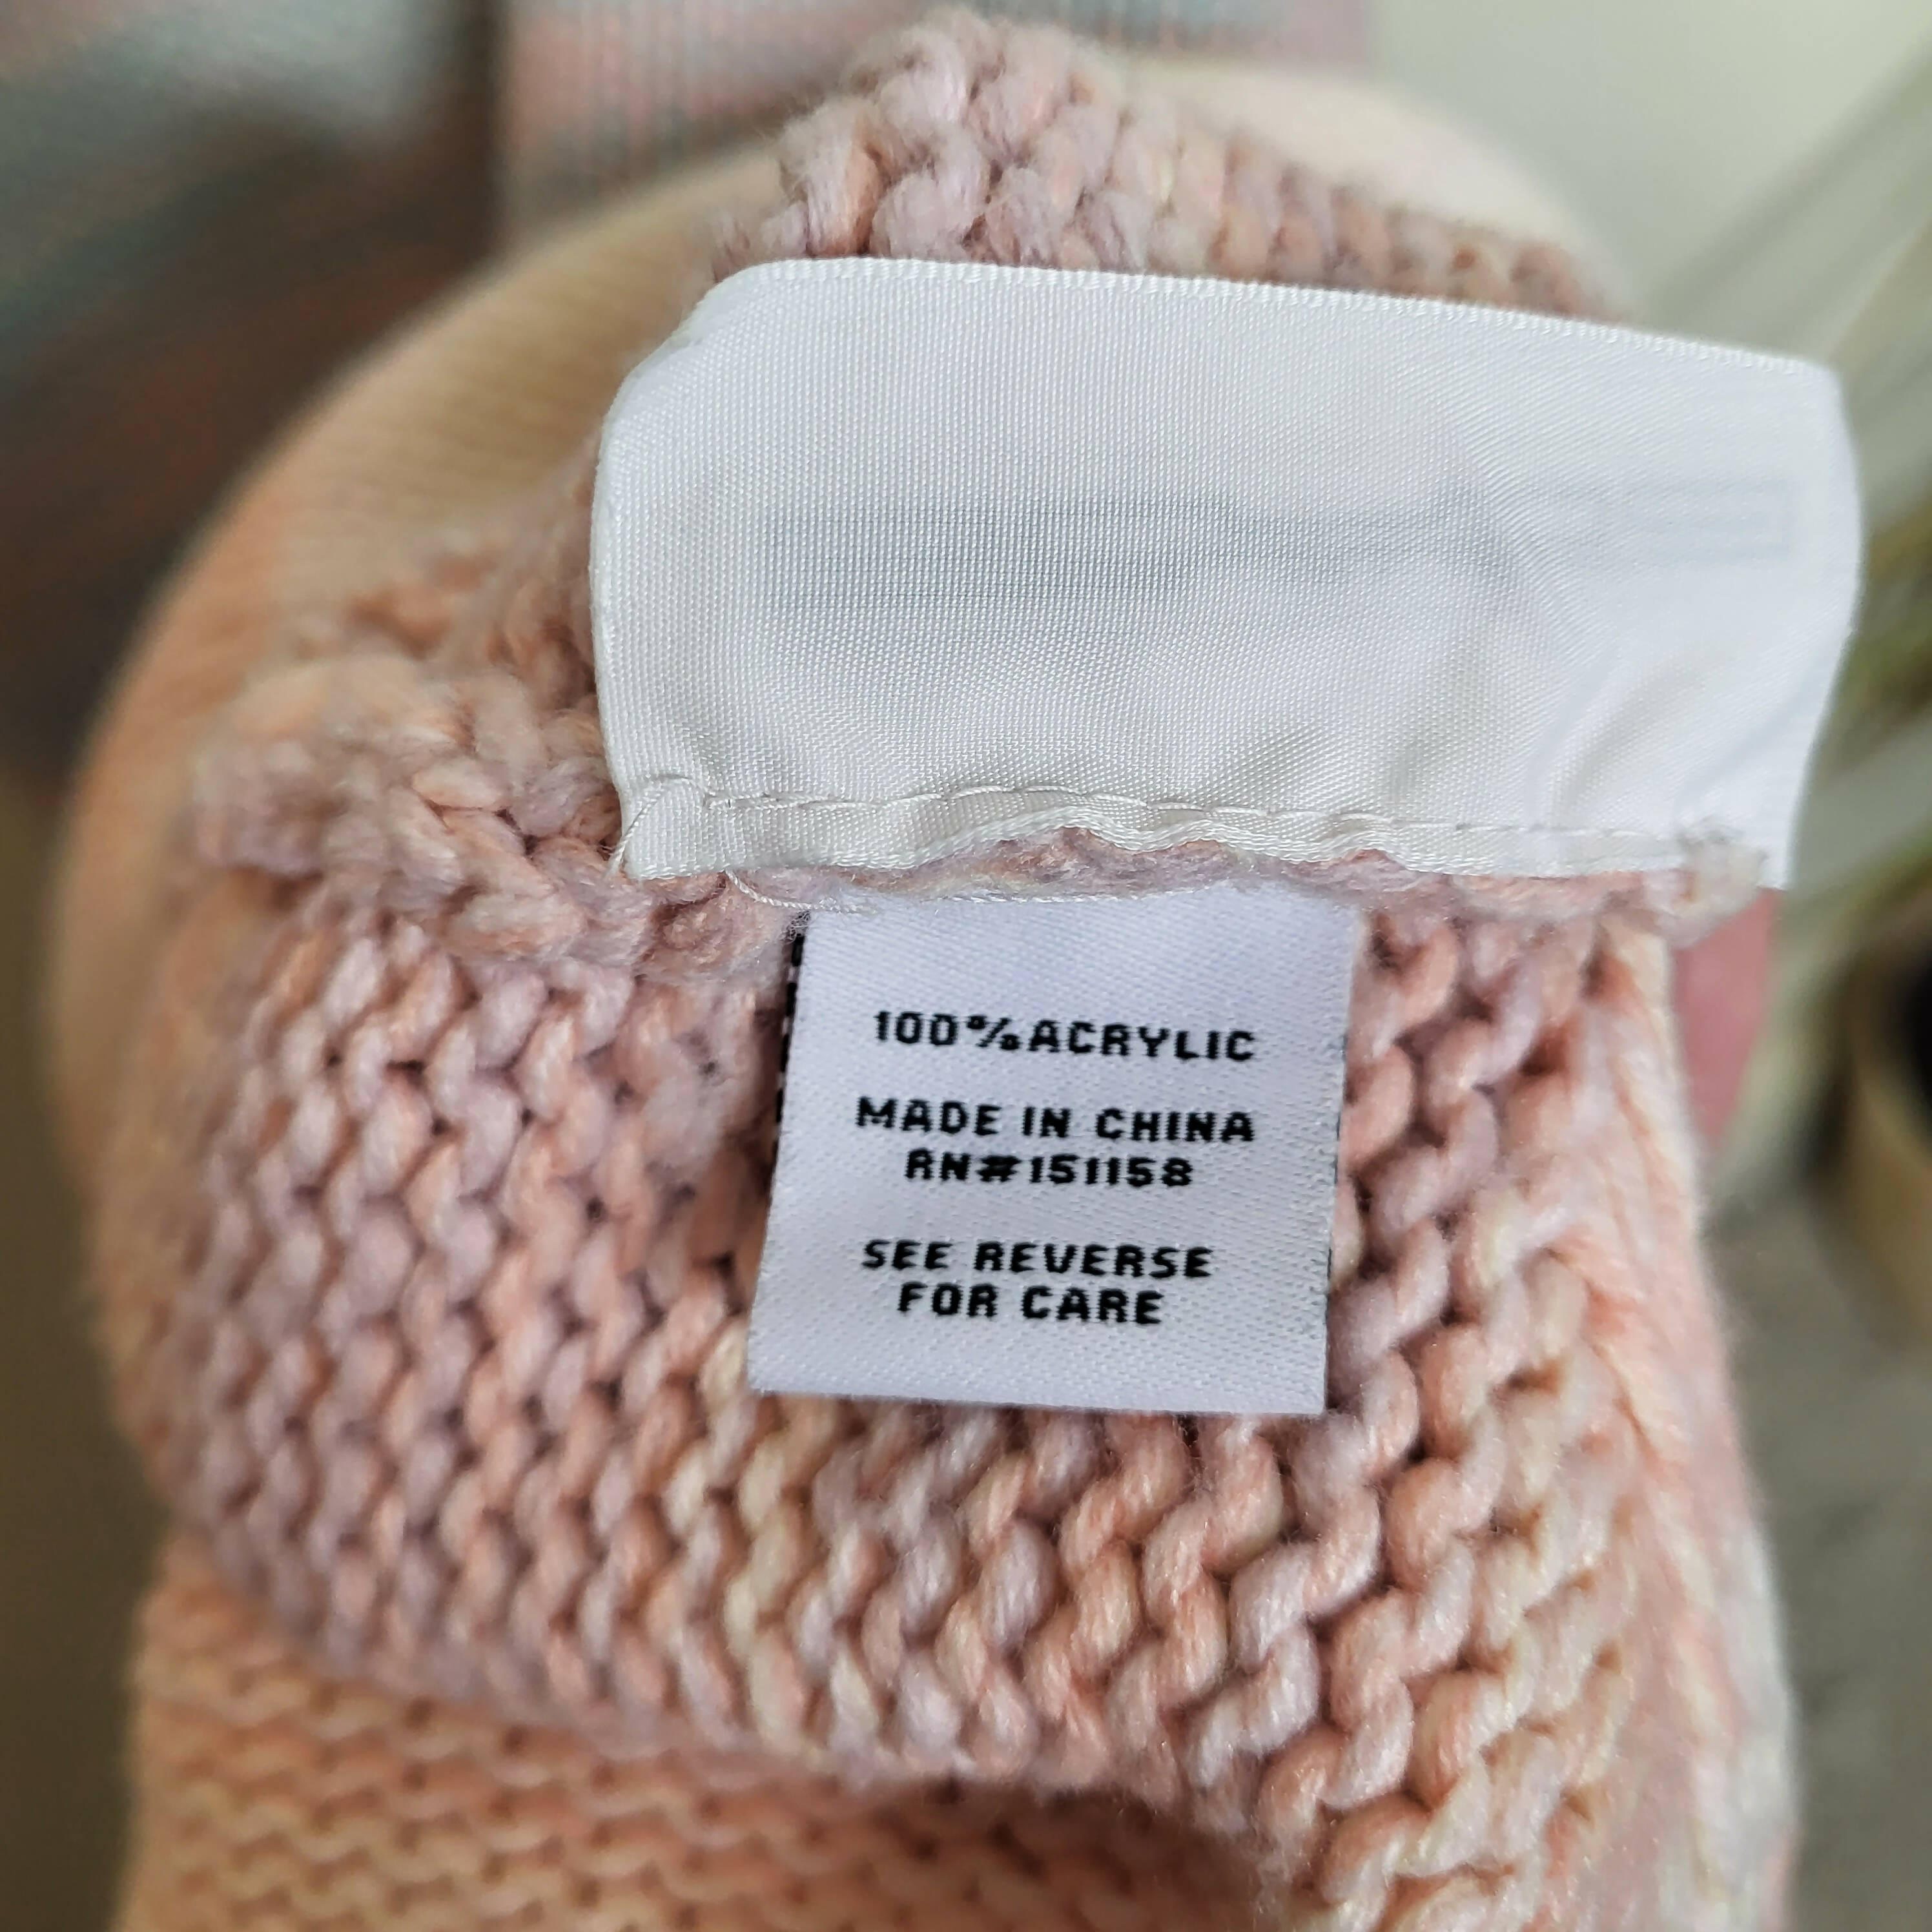 100%ACRYLIC
MADE IN CHINA
RN#151158
SEE REVERSE
FOR CARE